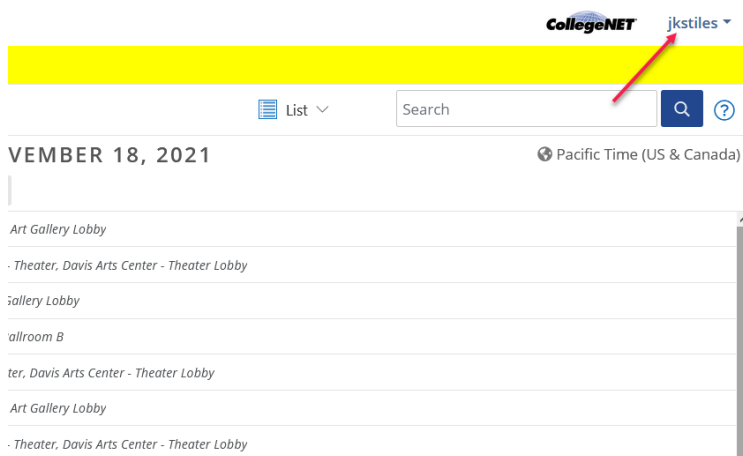 CollegeNET jkstiles
List Search ?
VEMBER 18, 2021 Pacific Time (US & Canada)
Art Gallery Lobby
- Theater, Davis Arts Center - Theater Lobby
Gallery Lobby
allroom B
ter, Davis Arts Center - Theater Lobby
Art Gallery Lobby
- Theater, Davis Arts Center - Theater Lobby